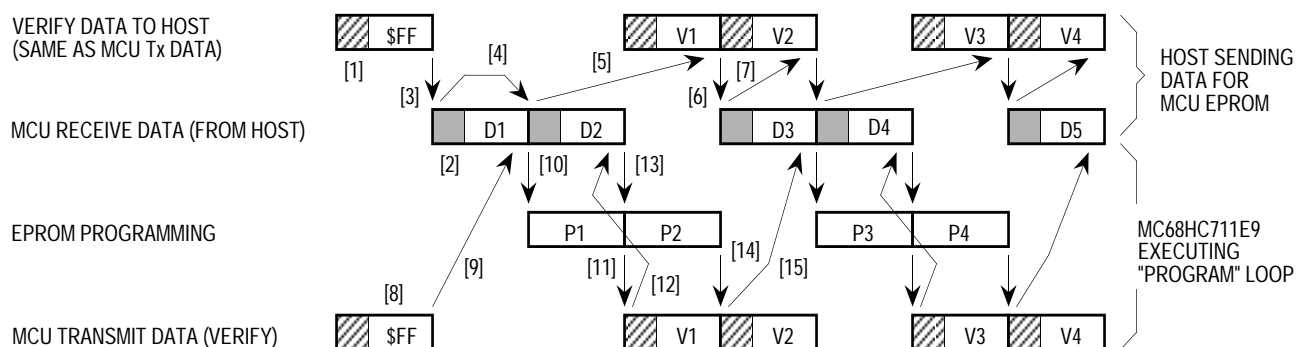 VERIFY DATA TO HOST
(SAME AS MCU Tx DATA)
$FF
V1
V2
V3
V4
[1]
[3]
[4]
[5]
[6]
[7]
HOST SENDING
DATA FOR
MCU EPROM
MCU RECEIVE DATA (FROM HOST)
D1
D2
D3
D4
D5
[2]
[10]
[13]
EPROM PROGRAMMING
P1
P2
P3
P4
[9]
[11]
[12]
[14]
[15]
MC68HC711E9
EXECUTING
"PROGRAM" LOOP
[8]
MCU TRANSMIT DATA (VERIFY)
$FF
V1
V2
V3
V4